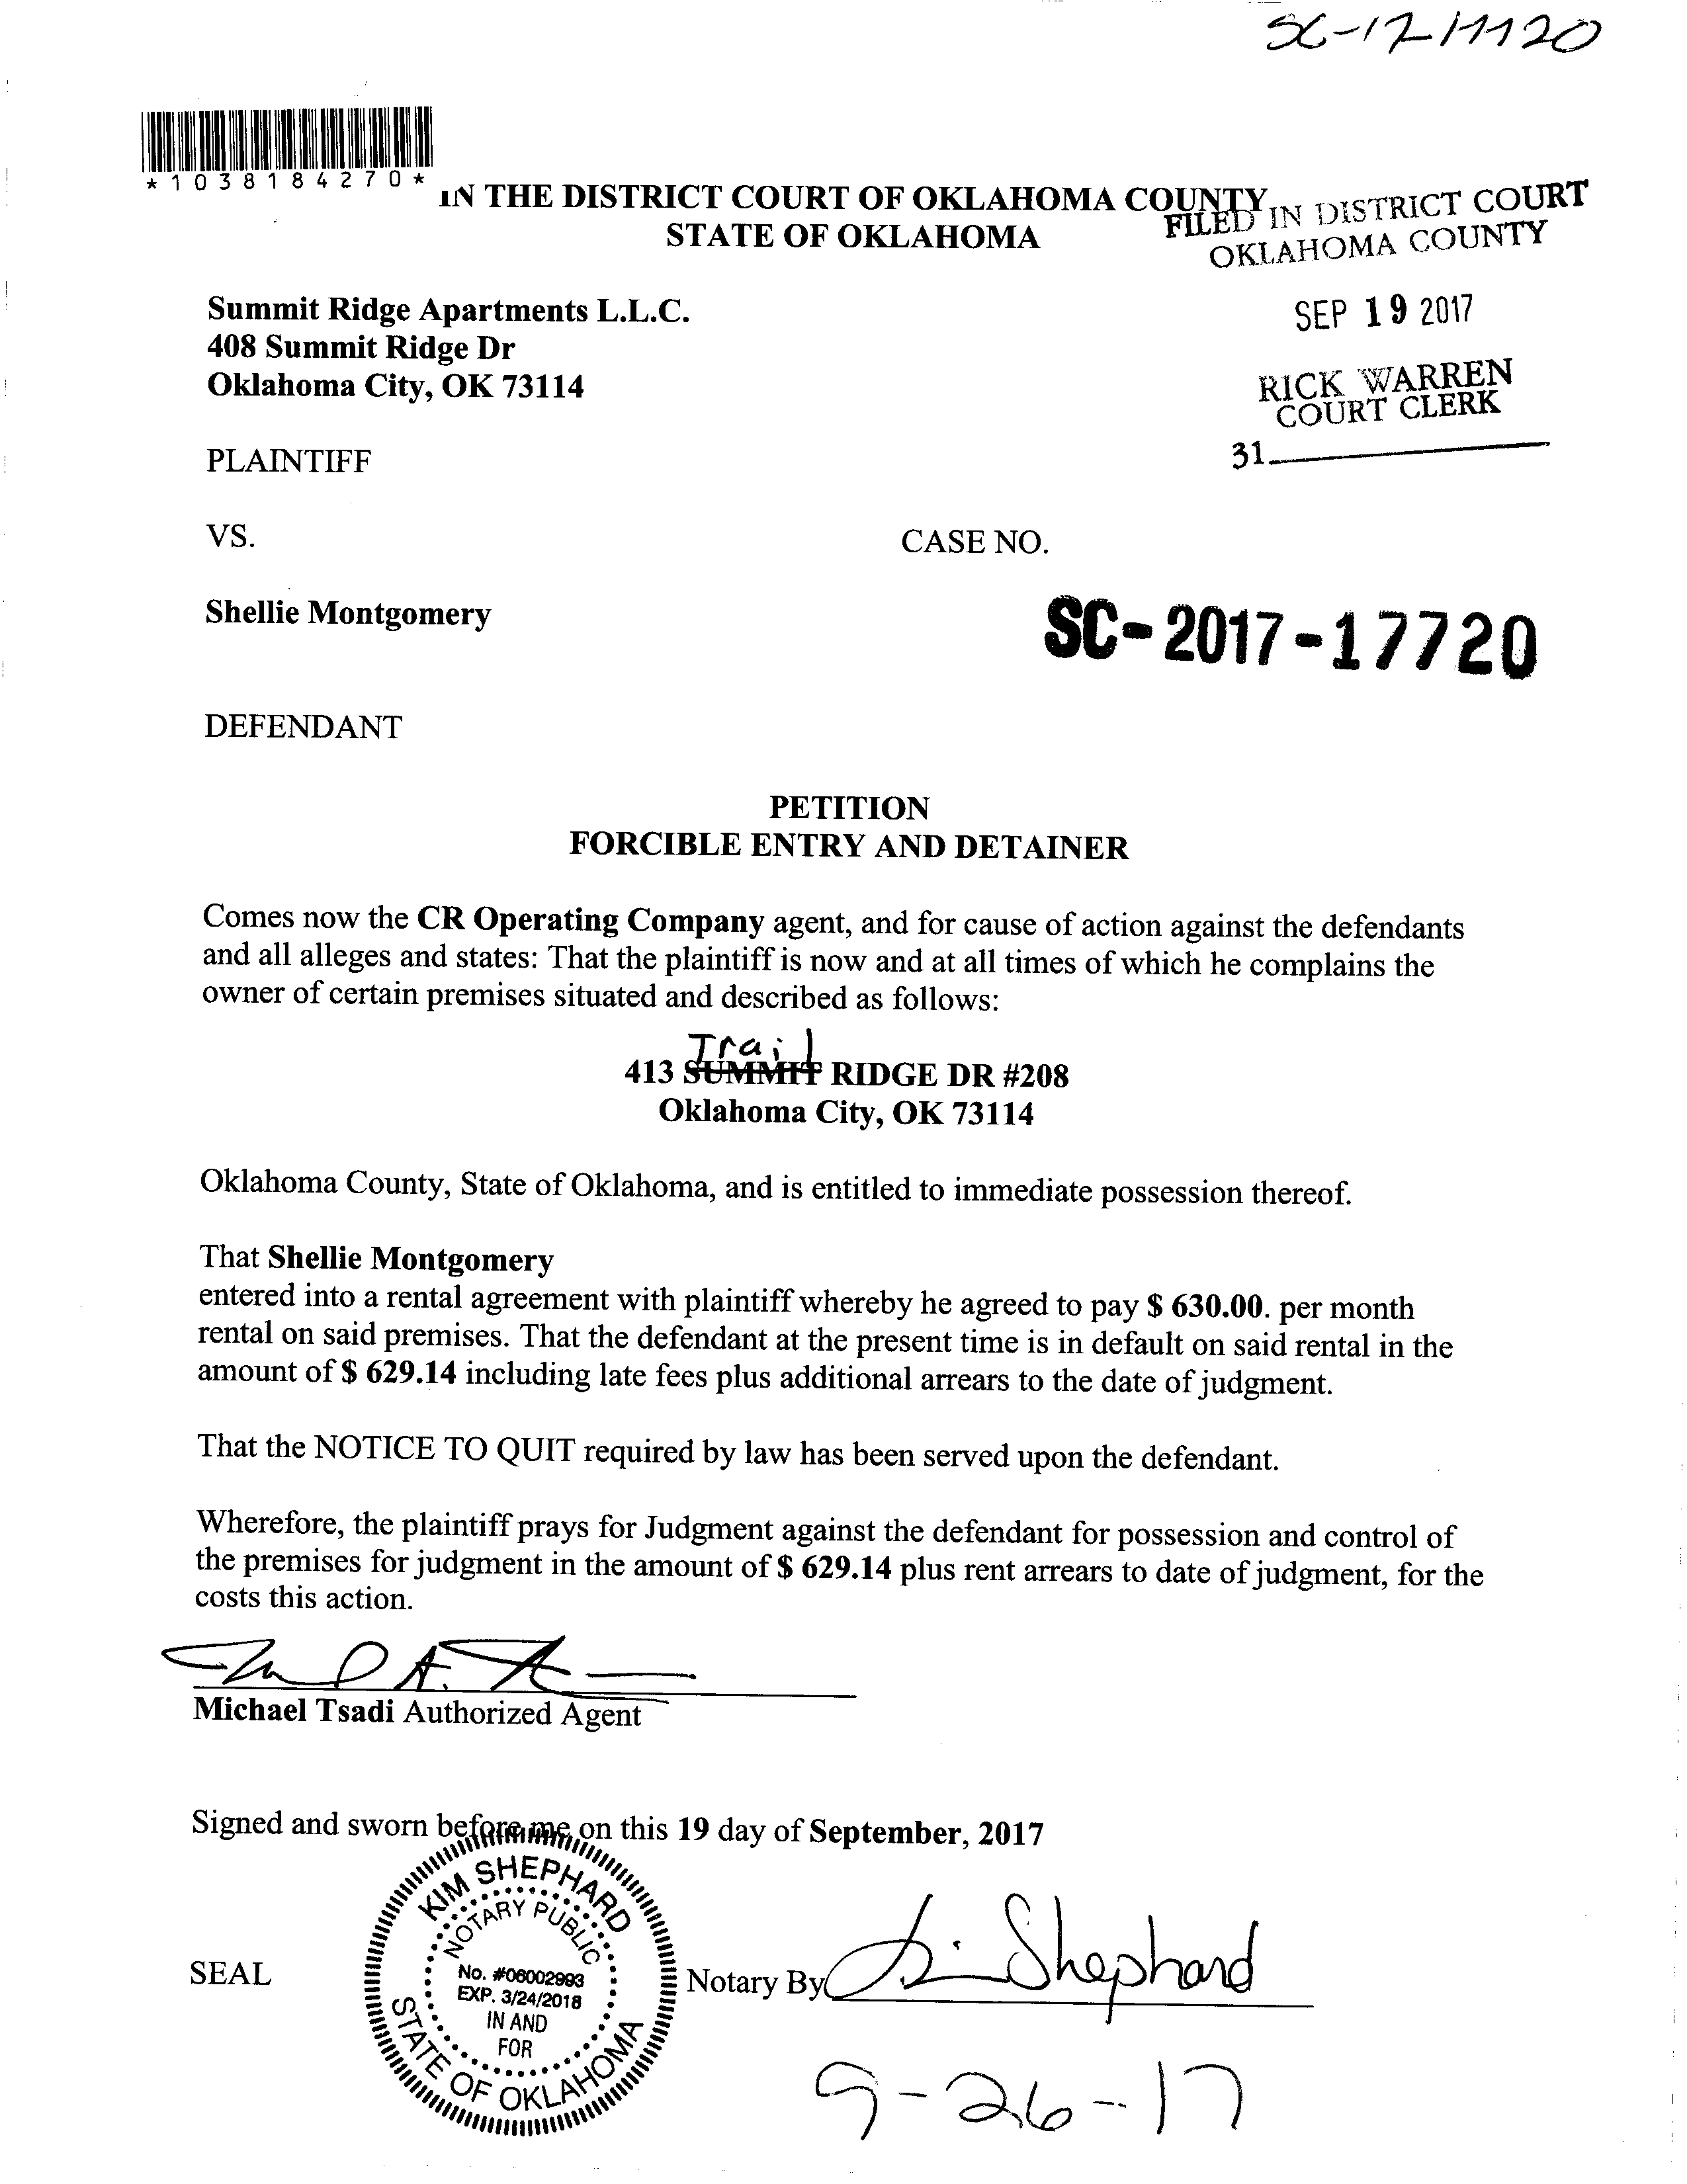 SC-17-17720
*1038184270*
IN THE DISTRICT COURT OF OKLAHOMA COUNTY
STATE OF OKLAHOMA
FILED IN DISTRICT COURT
OKLAHOMA COUNTY
Summit Ridge Apartments L.L.C.
408 Summit Ridge Dr
Oklahoma City, OK 73114
SEP 19 2017
RICK WARREN
COURT CLERK
31
PLAINTIFF
VS.
CASE NO.
Shellie Montgomery
SC-2017-17720
DEFENDANT
PETITION
FORCIBLE ENTRY AND DETAINER
Comes now the CR Operating Company agent, and for cause of action against the defendants
and all alleges and states: That the plaintiff is now and at all times of which he complains the
owner of certain premises situated and described as follows:
Trail
413 SUMMIT RIDGE DR #208
Oklahoma City, OK 73114
Oklahoma County, State of Oklahoma, and is entitled to immediate possession thereof.
That Shellie Montgomery
entered into a rental agreement with plaintiff whereby he agreed to pay $ 630.00. per month
rental on said premises. That the defendant at the present time is in default on said rental in the
amount of $ 629.14 including late fees plus additional arrears to the date of judgment.
That the NOTICE TO QUIT required by law has been served upon the defendant.
Wherefore, the plaintiff prays for Judgment against the defendant for possession and control of
the premises for judgment in the amount of $ 629.14 plus rent arrears to date of judgment, for the
costs this action.
Michael Tsadi Authorized Agent
Signed and sworn before me on this 19 day of September, 2017
SEAL
KIM SHEPHARD
NOTARY PUBLIC
No. #06002993
EXP. 3/24/2018
IN AND
FOR
STATE OF OKLAHOMA
Notary By Kim Shephard
9-26-17